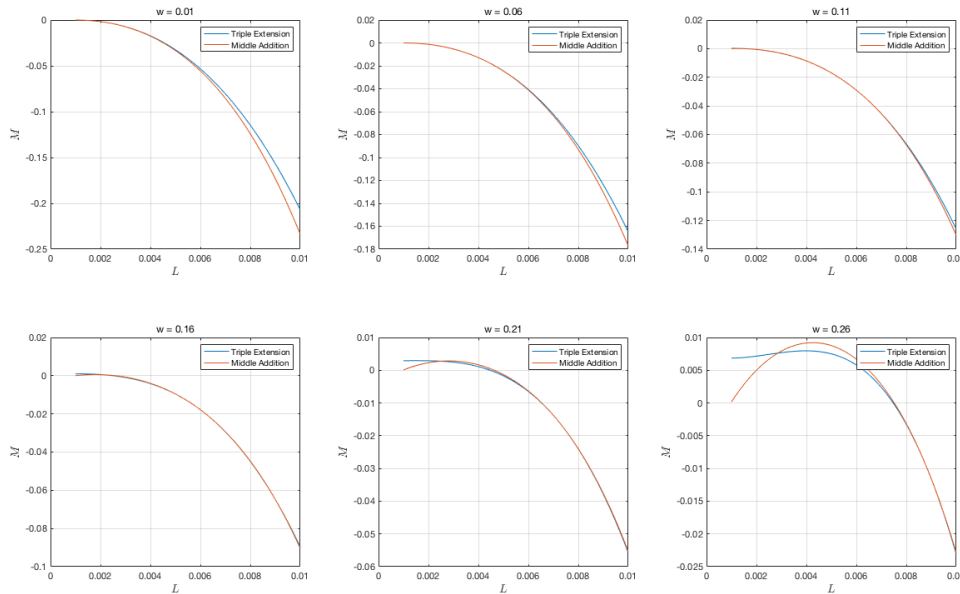 w = 0.01
0
-0.05
-0.1
-0.15
-0.2
-0.25
M
0
0.002
0.004
0.006
0.008
0.01
L
Triple Extension
Middle Addition
w = 0.06
0.02
0
-0.02
-0.04
-0.06
-0.08
-0.1
-0.12
-0.14
-0.16
-0.18
M
0
0.002
0.004
0.006
0.008
0.01
L
Triple Extension
Middle Addition
w = 0.11
0.02
0
-0.02
-0.04
-0.06
-0.08
-0.1
-0.12
-0.14
M
0
0.002
0.004
0.006
0.008
0.0
L
Triple Extension
Middle Addition
w = 0.16
0.02
0
-0.02
-0.04
-0.06
-0.08
-0.1
M
0
0.002
0.004
0.006
0.008
0.01
L
Triple Extension
Middle Addition
w = 0.21
0.01
0
-0.01
-0.02
-0.03
-0.04
-0.05
-0.06
M
0
0.002
0.004
0.006
0.008
0.01
L
Triple Extension
Middle Addition
w = 0.26
0.01
0.005
0
-0.005
-0.01
-0.015
-0.02
-0.025
M
0
0.002
0.004
0.006
0.008
0.0
L
Triple Extension
Middle Addition